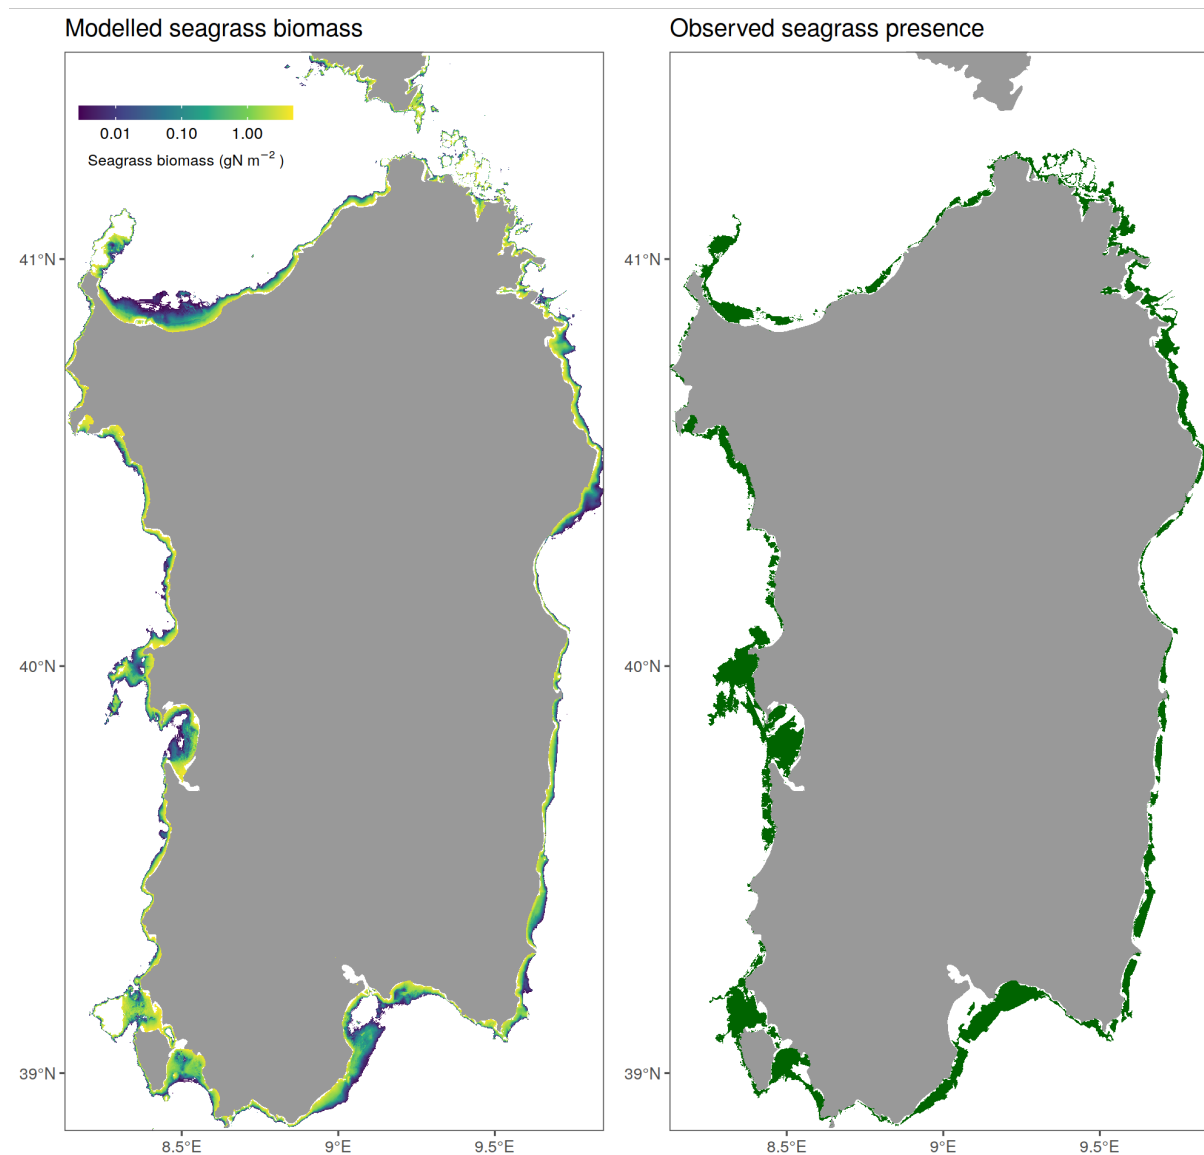 Modelled seagrass biomass
Observed seagrass presence
0.01 0.10 1.00
Seagrass biomass (gN m⁻² )
41°N
40°N
39°N
8.5°E 9°E 9.5°E
41°N
40°N
39°N
8.5°E 9°E 9.5°E